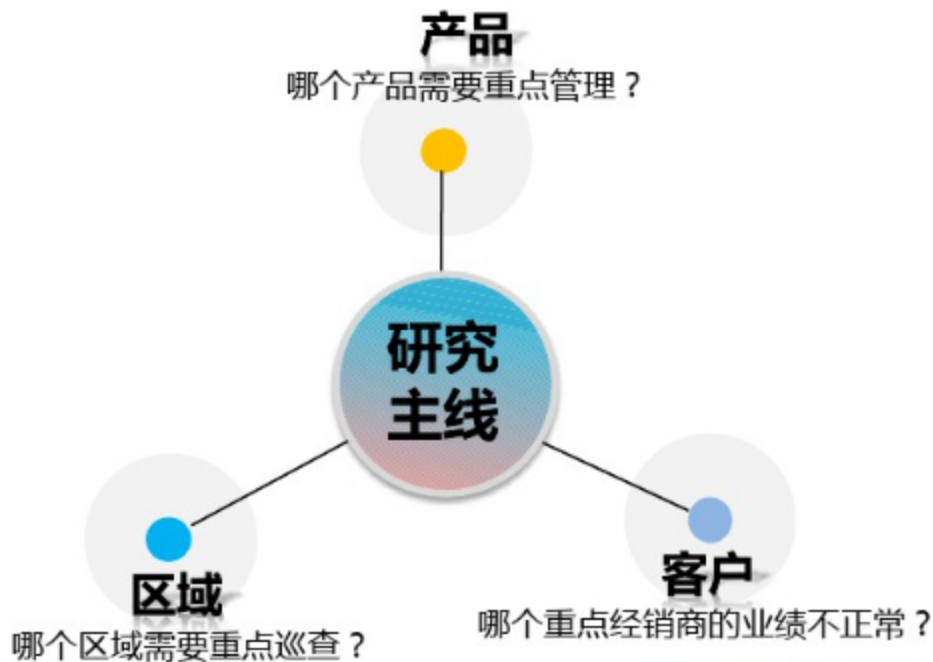 产品
哪个产品需要重点管理？
研究
主线
区域
哪个区域需要重点巡查？
客户
哪个重点经销商的业绩不正常？